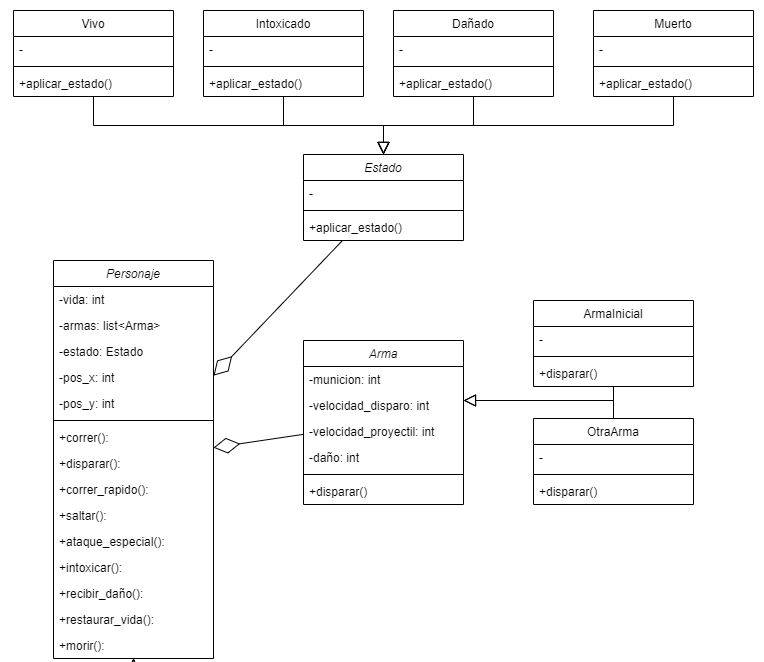 Vivo
-
+aplicar_estado()
Intoxicado
-
+aplicar_estado()
Dañado
-
+aplicar_estado()
Muerto
-
+aplicar_estado()
Estado
-
+aplicar_estado()
Personaje
-vida: int
-armas: list<Arma>
-estado: Estado
-pos_x: int
-pos_y: int
+correr():
+disparar():
+correr_rapido():
+saltar():
+ataque_especial():
+intoxicar():
+recibir_daño():
+restaurar_vida():
+morir():
Arma
-municion: int
-velocidad_disparo: int
-velocidad_proyectil: int
-daño: int
+disparar()
ArmaInicial
-
+disparar()
OtraArma
-
+disparar()